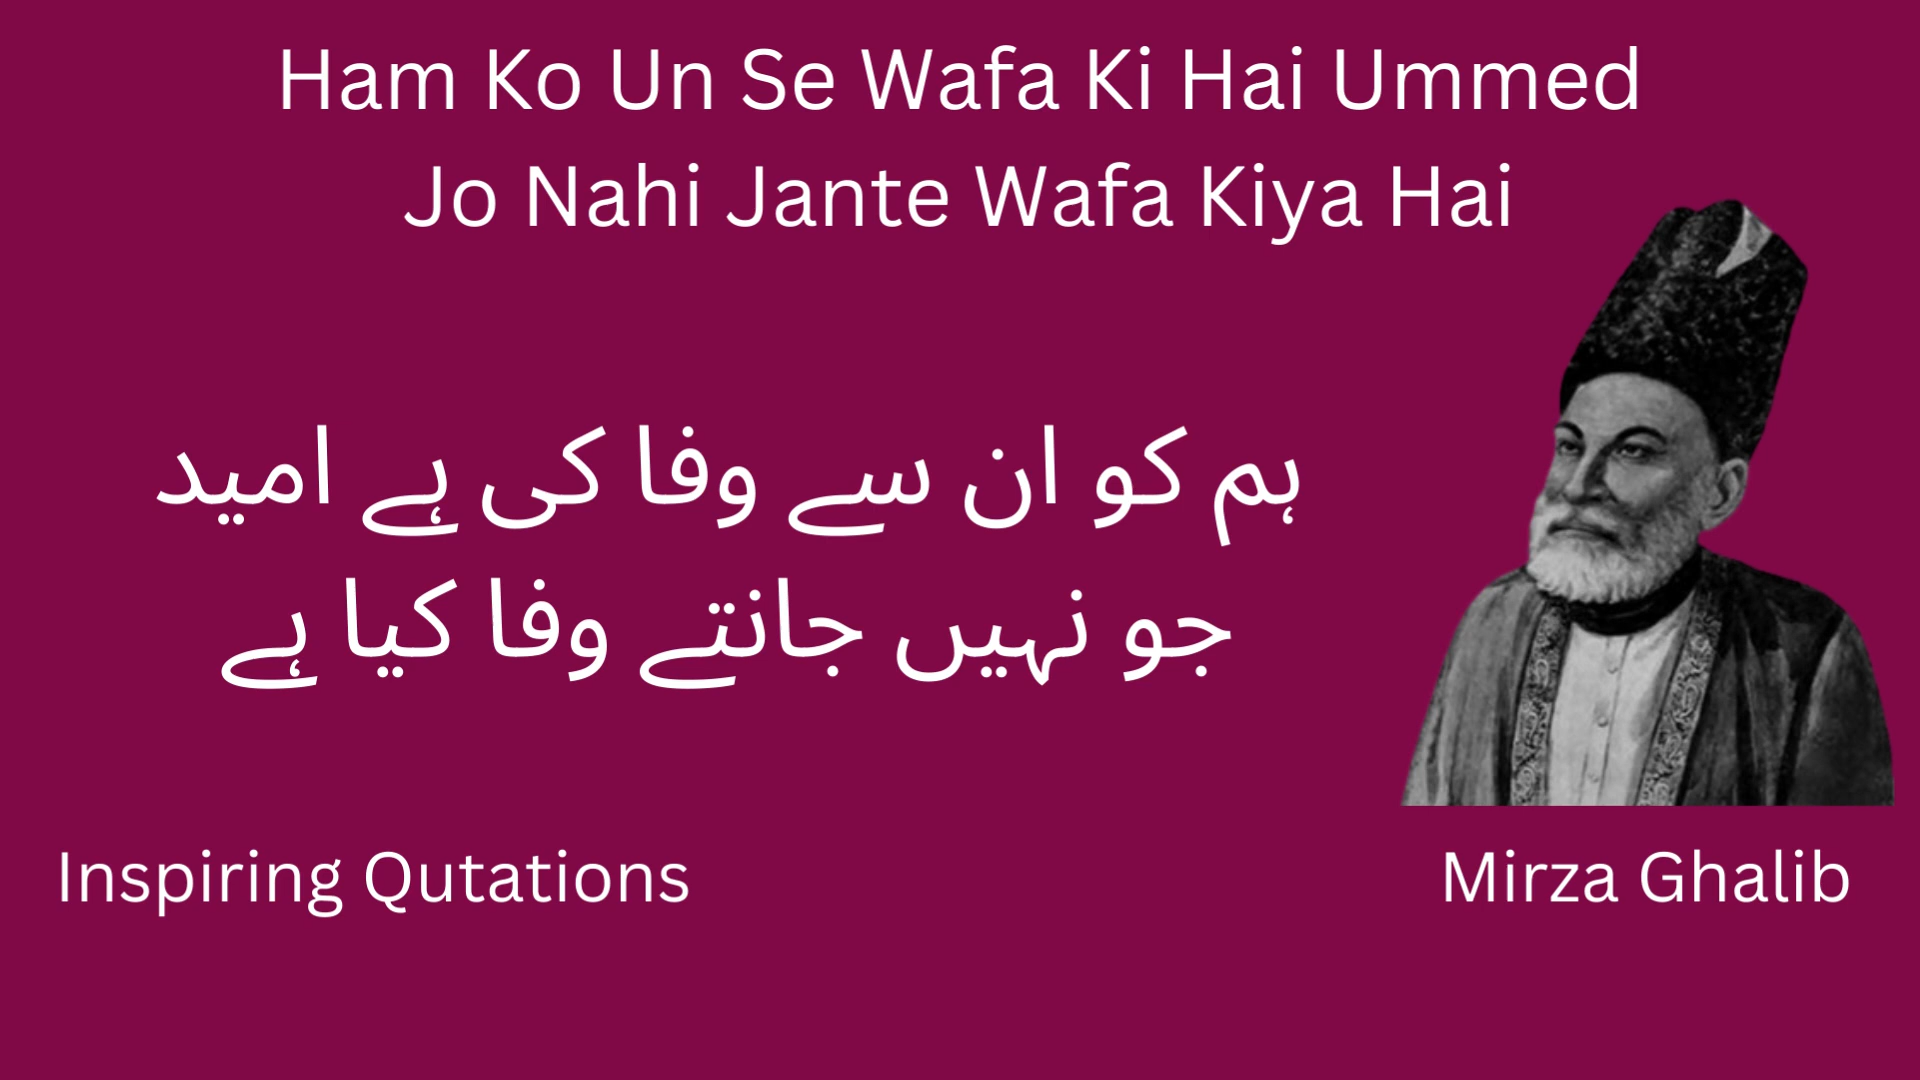 Ham Ko Un Se Wafa Ki Hai Ummed
Jo Nahi Jante Wafa Kiya Hai
ہم کو ان سے وفا کی ہے امید
جو نہیں جانتے وفا کیا ہے
Inspiring Qutations
Mirza Ghalib